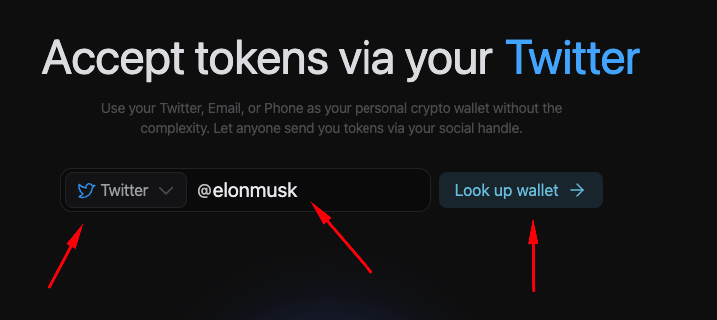 Accept tokens via your Twitter
Use your Twitter, Email, or Phone as your personal crypto wallet without the
complexity. Let anyone send you tokens via your social handle.
Twitter @elonmusk Look up wallet →